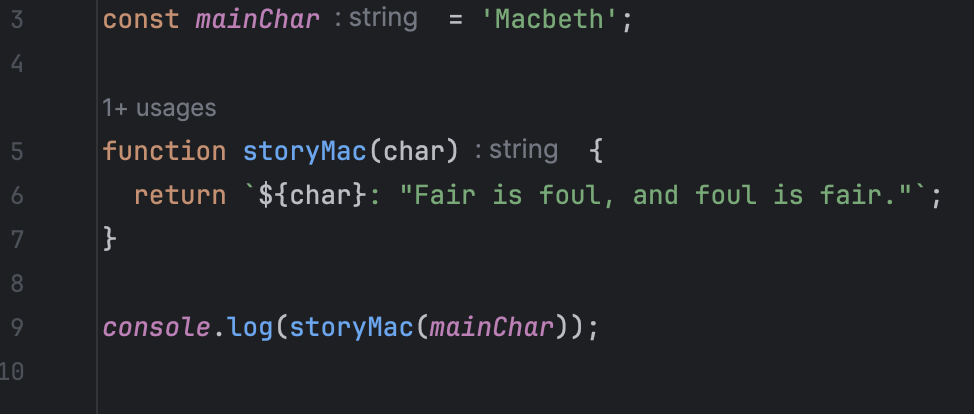 3 const mainChar : string = 'Macbeth';
4
1+ usages
5 function storyMac(char) : string {
6 return `${char}: "Fair is foul, and foul is fair."`;
7 }
8
9 console.log(storyMac(mainChar));
10